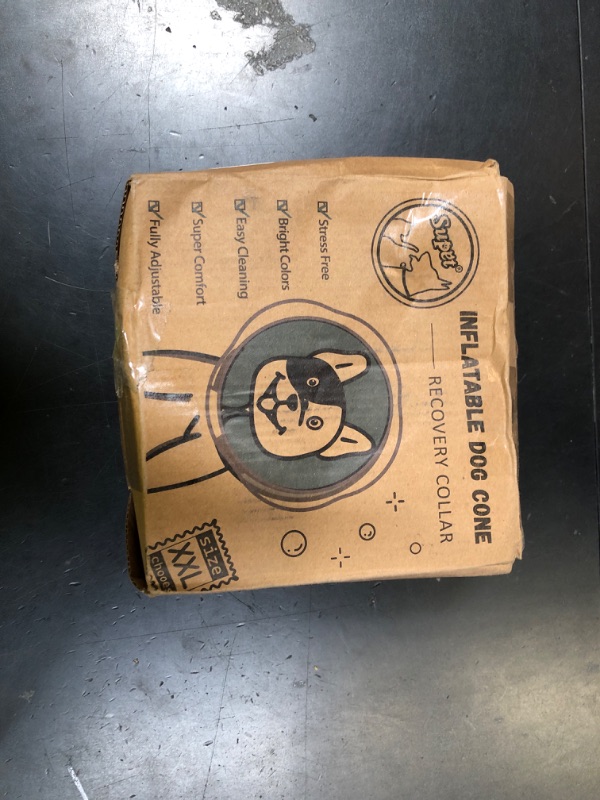 Supet®
INFLATABLE DOG CONE
RECOVERY COLLAR
Stress Free
Bright Colors
Easy Cleaning
Super Comfort
Fully Adjustable
size
XXL